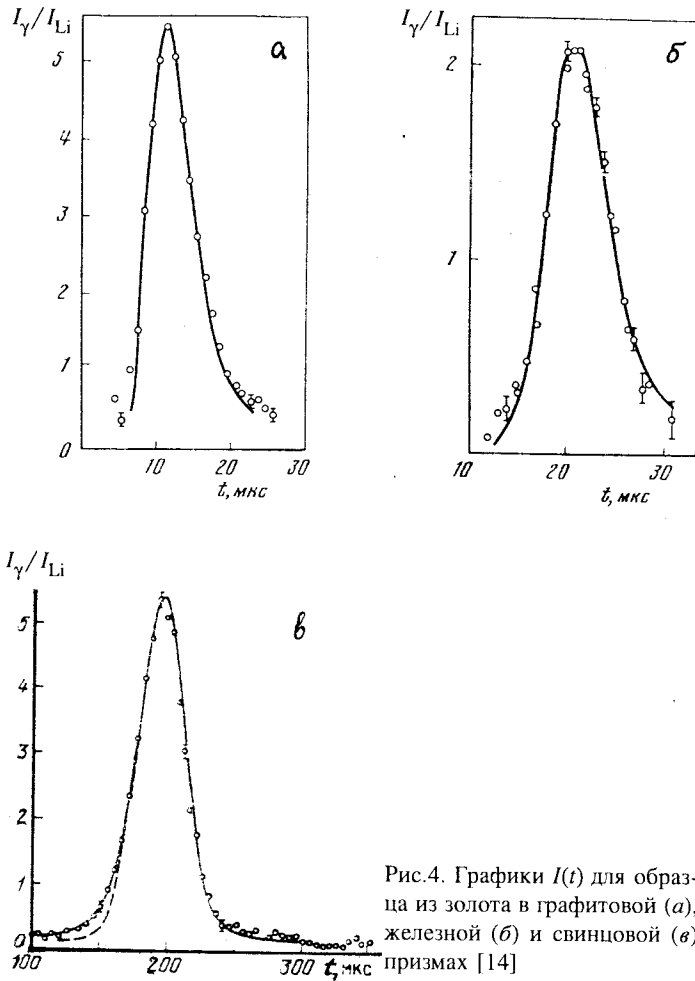 I_γ/I_Li
а
5
4
3
2
1
0
10
20
30
t, мкс
I_γ/I_Li
б
2
1
10
20
30
t, мкс
I_γ/I_Li
в
5
4
3
2
1
0
100
200
300
t, мкс
Рис.4. Графики I(t) для образ-
ца из золота в графитовой (а),
железной (б) и свинцовой (в)
призмах [14]